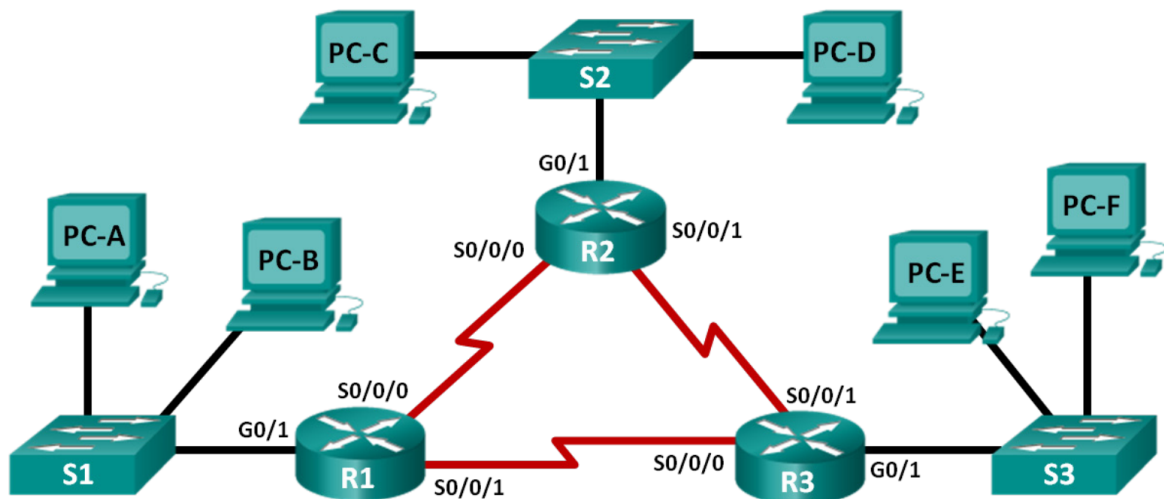 PC-C
S2
PC-D
G0/1
S0/0/0
R2
S0/0/1
PC-A
PC-B
PC-F
PC-E
S0/0/0
S0/0/1
G0/1
S1
R1
S0/0/1
S0/0/0
R3
G0/1
S3